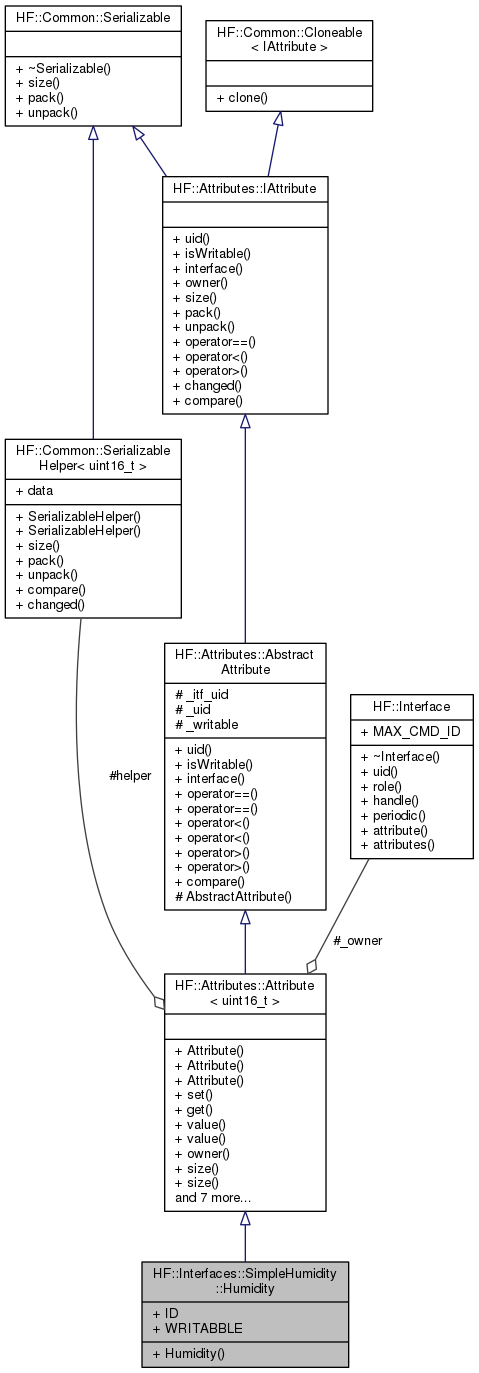 HF::Common::Serializable
+ ~Serializable()
+ size()
+ pack()
+ unpack()
HF::Common::Cloneable
< IAttribute >
+ clone()
HF::Attributes::IAttribute
+ uid()
+ isWritable()
+ interface()
+ owner()
+ size()
+ pack()
+ unpack()
+ operator==()
+ operator<()
+ operator>()
+ changed()
+ compare()
HF::Common::Serializable
Helper< uint16_t >
+ data
+ SerializableHelper()
+ SerializableHelper()
+ size()
+ pack()
+ unpack()
+ compare()
+ changed()
HF::Attributes::Abstract
Attribute
# _itf_uid
# _uid
# _writable
+ uid()
+ isWritable()
+ interface()
+ operator==()
+ operator==()
+ operator<()
+ operator<()
+ operator>()
+ operator>()
+ compare()
# AbstractAttribute()
HF::Interface
+ MAX_CMD_ID
+ ~Interface()
+ uid()
+ role()
+ handle()
+ periodic()
+ attribute()
+ attributes()
#helper
#_owner
HF::Attributes::Attribute
< uint16_t >
+ Attribute()
+ Attribute()
+ Attribute()
+ set()
+ get()
+ value()
+ value()
+ owner()
+ size()
+ size()
and 7 more...
HF::Interfaces::SimpleHumidity
::Humidity
+ ID
+ WRITABBLE
+ Humidity()